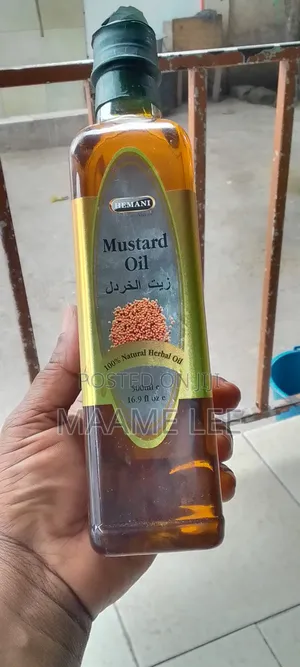 HEMANI
Mustard
Oil
زيت الخردل
100% Natural Herbal Oil
POSTED ON JIJI
500ml e
MAAME LEE
16.9 fl oz e